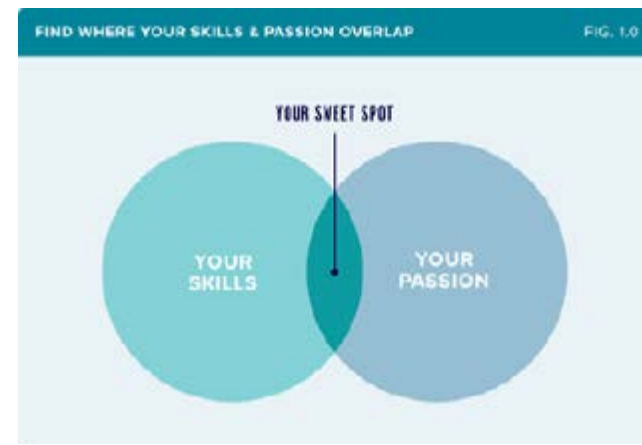 FIND WHERE YOUR SKILLS & PASSION OVERLAP
FIG. 1.0
YOUR SWEET SPOT
YOUR
SKILLS
YOUR
PASSION